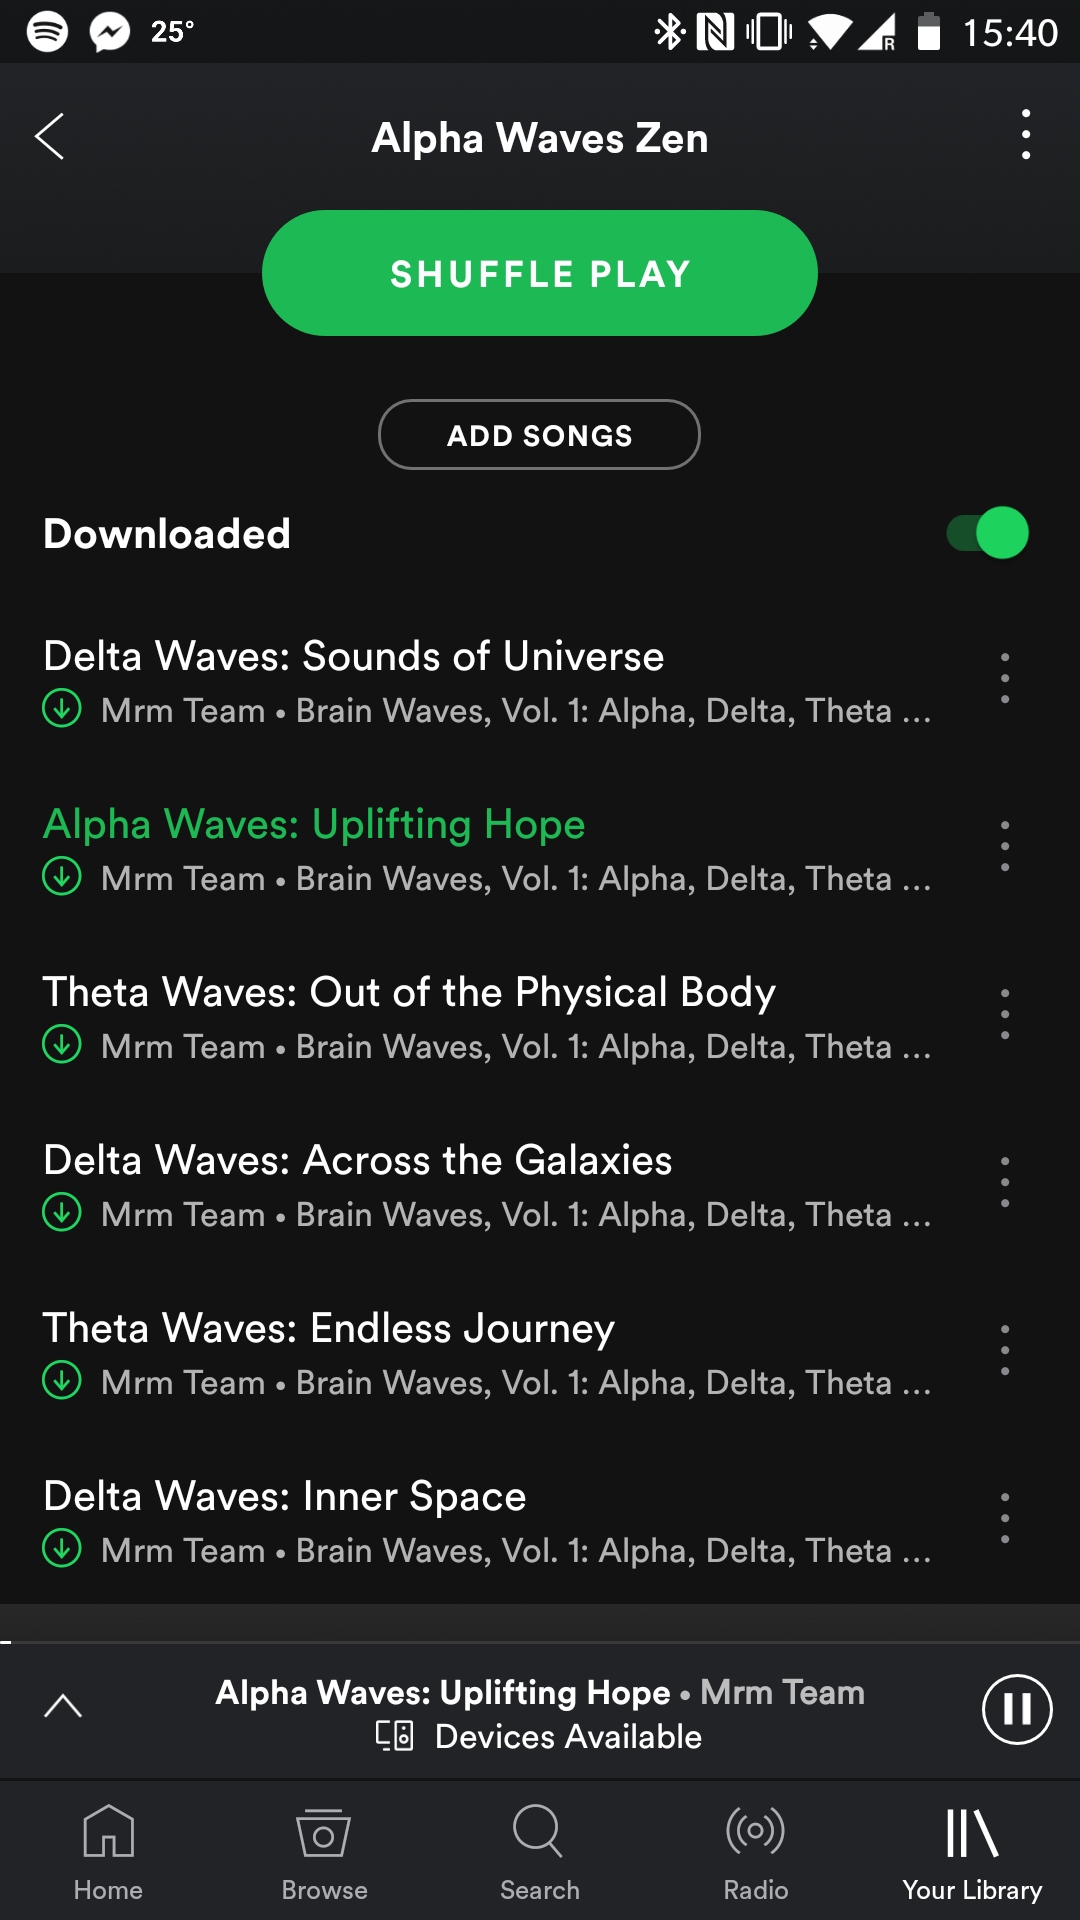 25°
15:40
Alpha Waves Zen
SHUFFLE PLAY
ADD SONGS
Downloaded
Delta Waves: Sounds of Universe
Mrm Team • Brain Waves, Vol. 1: Alpha, Delta, Theta ...
Alpha Waves: Uplifting Hope
Mrm Team • Brain Waves, Vol. 1: Alpha, Delta, Theta ...
Theta Waves: Out of the Physical Body
Mrm Team • Brain Waves, Vol. 1: Alpha, Delta, Theta ...
Delta Waves: Across the Galaxies
Mrm Team • Brain Waves, Vol. 1: Alpha, Delta, Theta ...
Theta Waves: Endless Journey
Mrm Team • Brain Waves, Vol. 1: Alpha, Delta, Theta ...
Delta Waves: Inner Space
Mrm Team • Brain Waves, Vol. 1: Alpha, Delta, Theta ...
Alpha Waves: Uplifting Hope • Mrm Team
Devices Available
Home Browse Search Radio Your Library